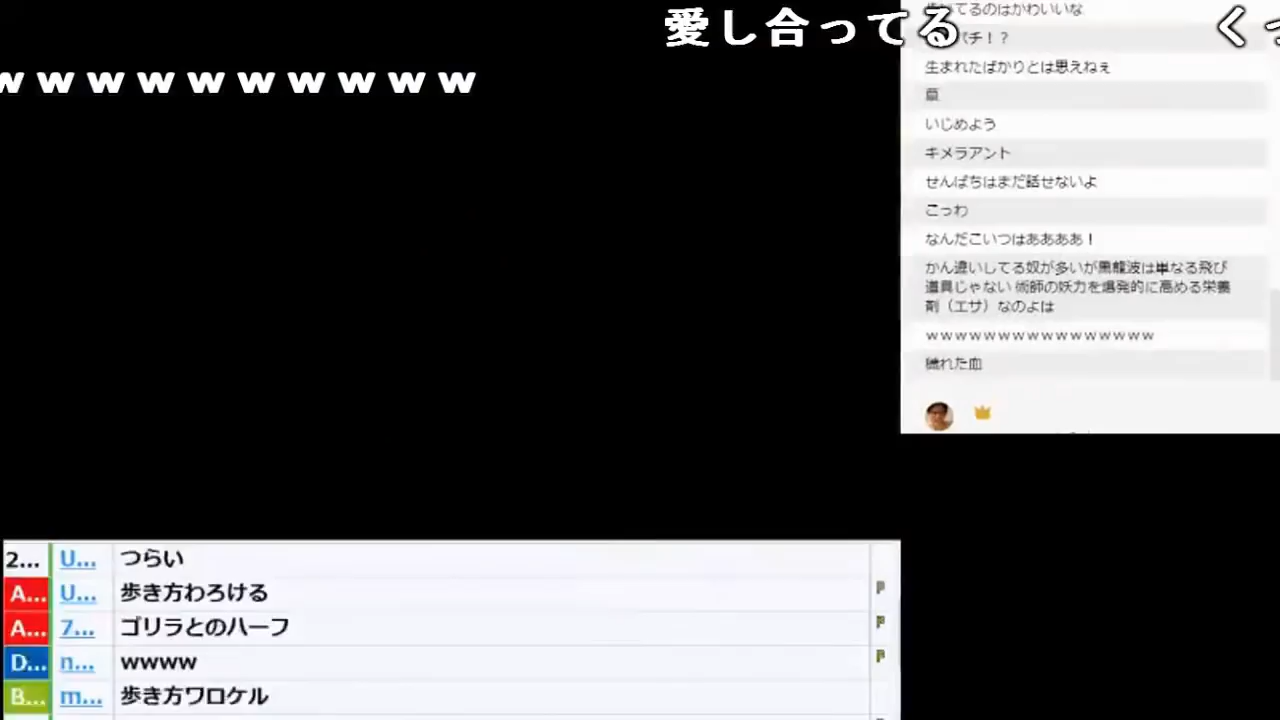 愛し合ってる
くっ
wwwwwwwwww
てるのはかわいいな
チ！？
生まれたばかりとは思えねぇ
草
いじめよう
キメラアント
せんぱちはまだ話せないよ
こっわ
なんだこいつはああああ！
かん違いしてる奴が多いが黒龍波は単なる飛び
道具じゃない 術師の妖力を爆発的に高める栄養
剤（エサ）なのよは
wwwwwwwwwwwwwwww
穢れた血
2... U... つらい
A... U... 歩き方わろける P
A... 7... ゴリラとのハーフ P
D... n... wwww P
B... m... 歩き方ワロケル